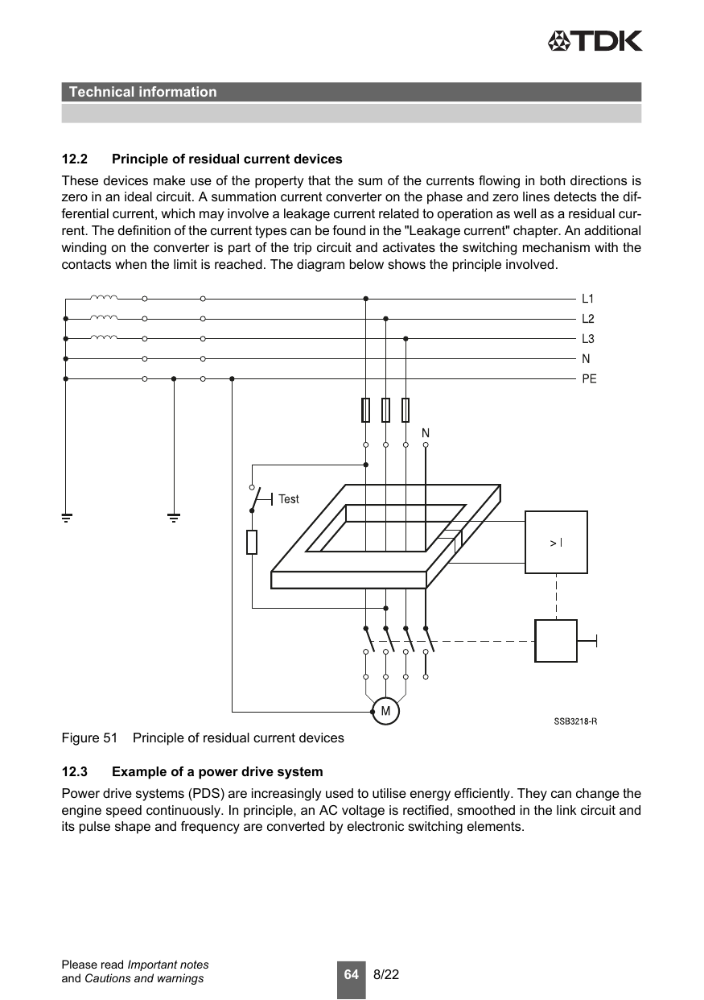 TDK
Technical information
12.2 Principle of residual current devices
These devices make use of the property that the sum of the currents flowing in both directions is
zero in an ideal circuit. A summation current converter on the phase and zero lines detects the dif-
ferential current, which may involve a leakage current related to operation as well as a residual cur-
rent. The definition of the current types can be found in the "Leakage current" chapter. An additional
winding on the converter is part of the trip circuit and activates the switching mechanism with the
contacts when the limit is reached. The diagram below shows the principle involved.
L1
L2
L3
N
PE
N
Test
> I
M
SSB3218-R
Figure 51 Principle of residual current devices
12.3 Example of a power drive system
Power drive systems (PDS) are increasingly used to utilise energy efficiently. They can change the
engine speed continuously. In principle, an AC voltage is rectified, smoothed in the link circuit and
its pulse shape and frequency are converted by electronic switching elements.
Please read Important notes
and Cautions and warnings
64 8/22